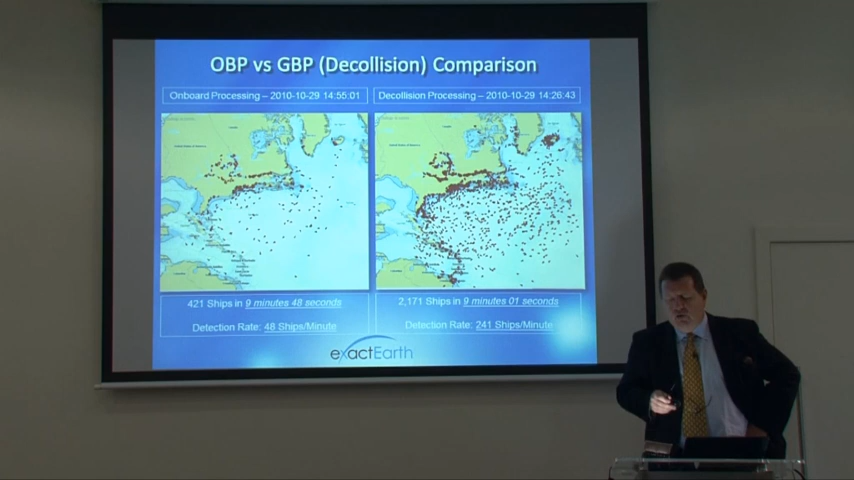 OBP vs GBP (Decollision) Comparison
Onboard Processing – 2010-10-29 14:55:01
Decollision Processing – 2010-10-29 14:26:43
421 Ships in 9 minutes 48 seconds
Detection Rate: 48 Ships/Minute
2,171 Ships in 9 minutes 01 seconds
Detection Rate: 241 Ships/Minute
exactEarth